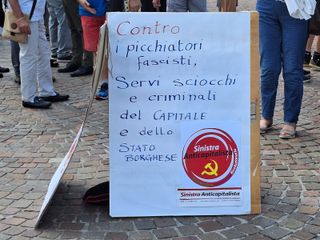 Contro
i picchiatori
fascisti,
Servi sciocchi
e criminali
del CAPITALE
e dello
STATO
BORGHESE
Sinistra
Anticapitalista
Sinistra Anticapitalista